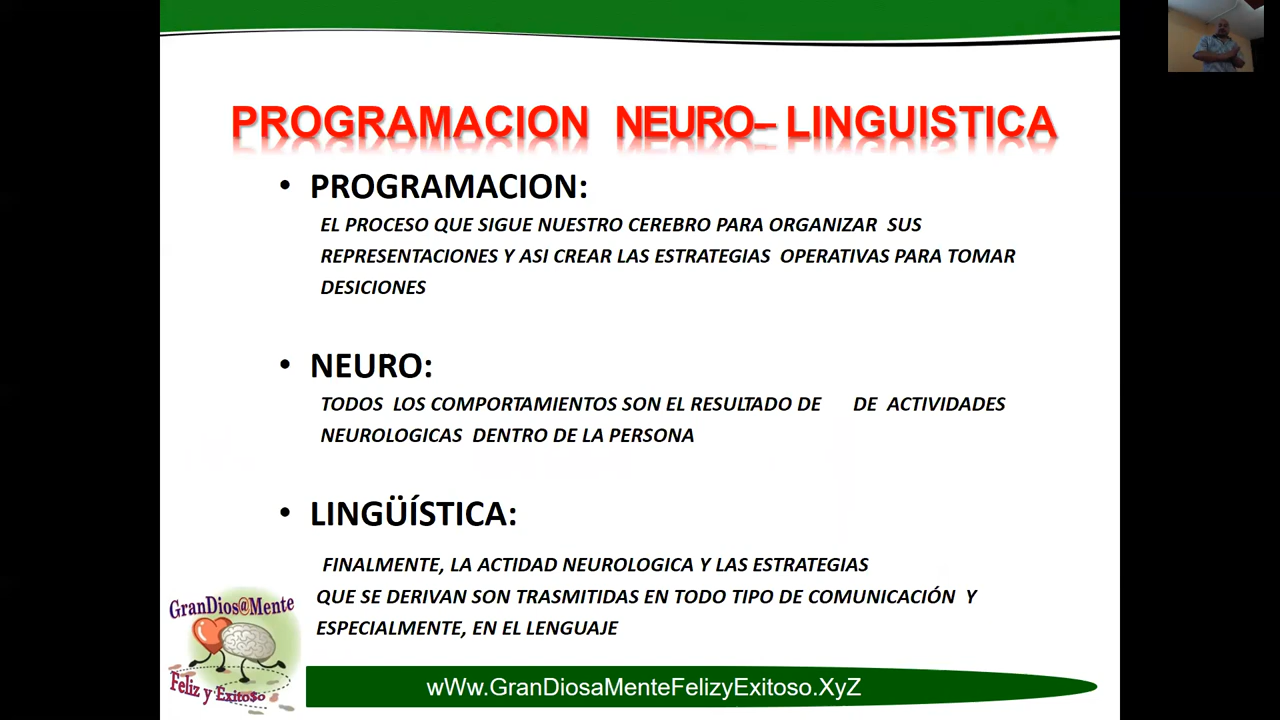 PROGRAMACION NEURO– LINGUISTICA
• PROGRAMACION:
EL PROCESO QUE SIGUE NUESTRO CEREBRO PARA ORGANIZAR SUS
REPRESENTACIONES Y ASI CREAR LAS ESTRATEGIAS OPERATIVAS PARA TOMAR
DESICIONES
• NEURO:
TODOS LOS COMPORTAMIENTOS SON EL RESULTADO DE DE ACTIVIDADES
NEUROLOGICAS DENTRO DE LA PERSONA
• LINGÜÍSTICA:
FINALMENTE, LA ACTIDAD NEUROLOGICA Y LAS ESTRATEGIAS
QUE SE DERIVAN SON TRASMITIDAS EN TODO TIPO DE COMUNICACIÓN Y
ESPECIALMENTE, EN EL LENGUAJE
GranDios@Mente
Feliz y Exito$o
wWw.GranDiosaMenteFelizyExitoso.XyZ